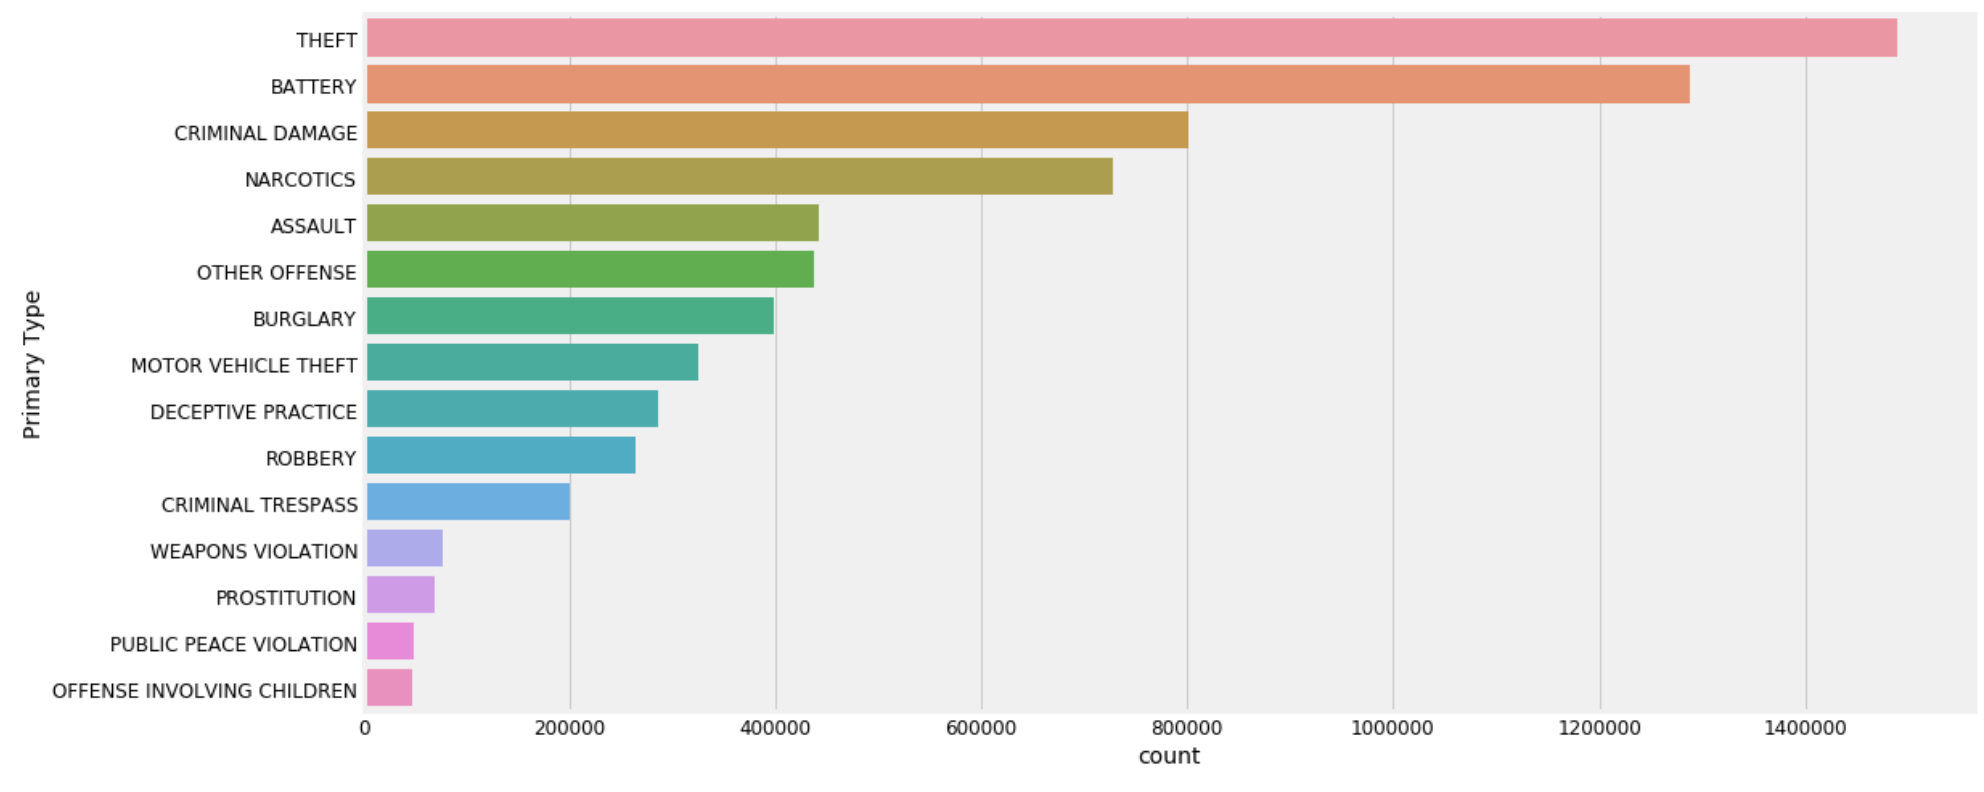 THEFT
BATTERY
CRIMINAL DAMAGE
NARCOTICS
ASSAULT
OTHER OFFENSE
BURGLARY
MOTOR VEHICLE THEFT
DECEPTIVE PRACTICE
ROBBERY
CRIMINAL TRESPASS
WEAPONS VIOLATION
PROSTITUTION
PUBLIC PEACE VIOLATION
OFFENSE INVOLVING CHILDREN
Primary Type
0 200000 400000 600000 800000 1000000 1200000 1400000
count